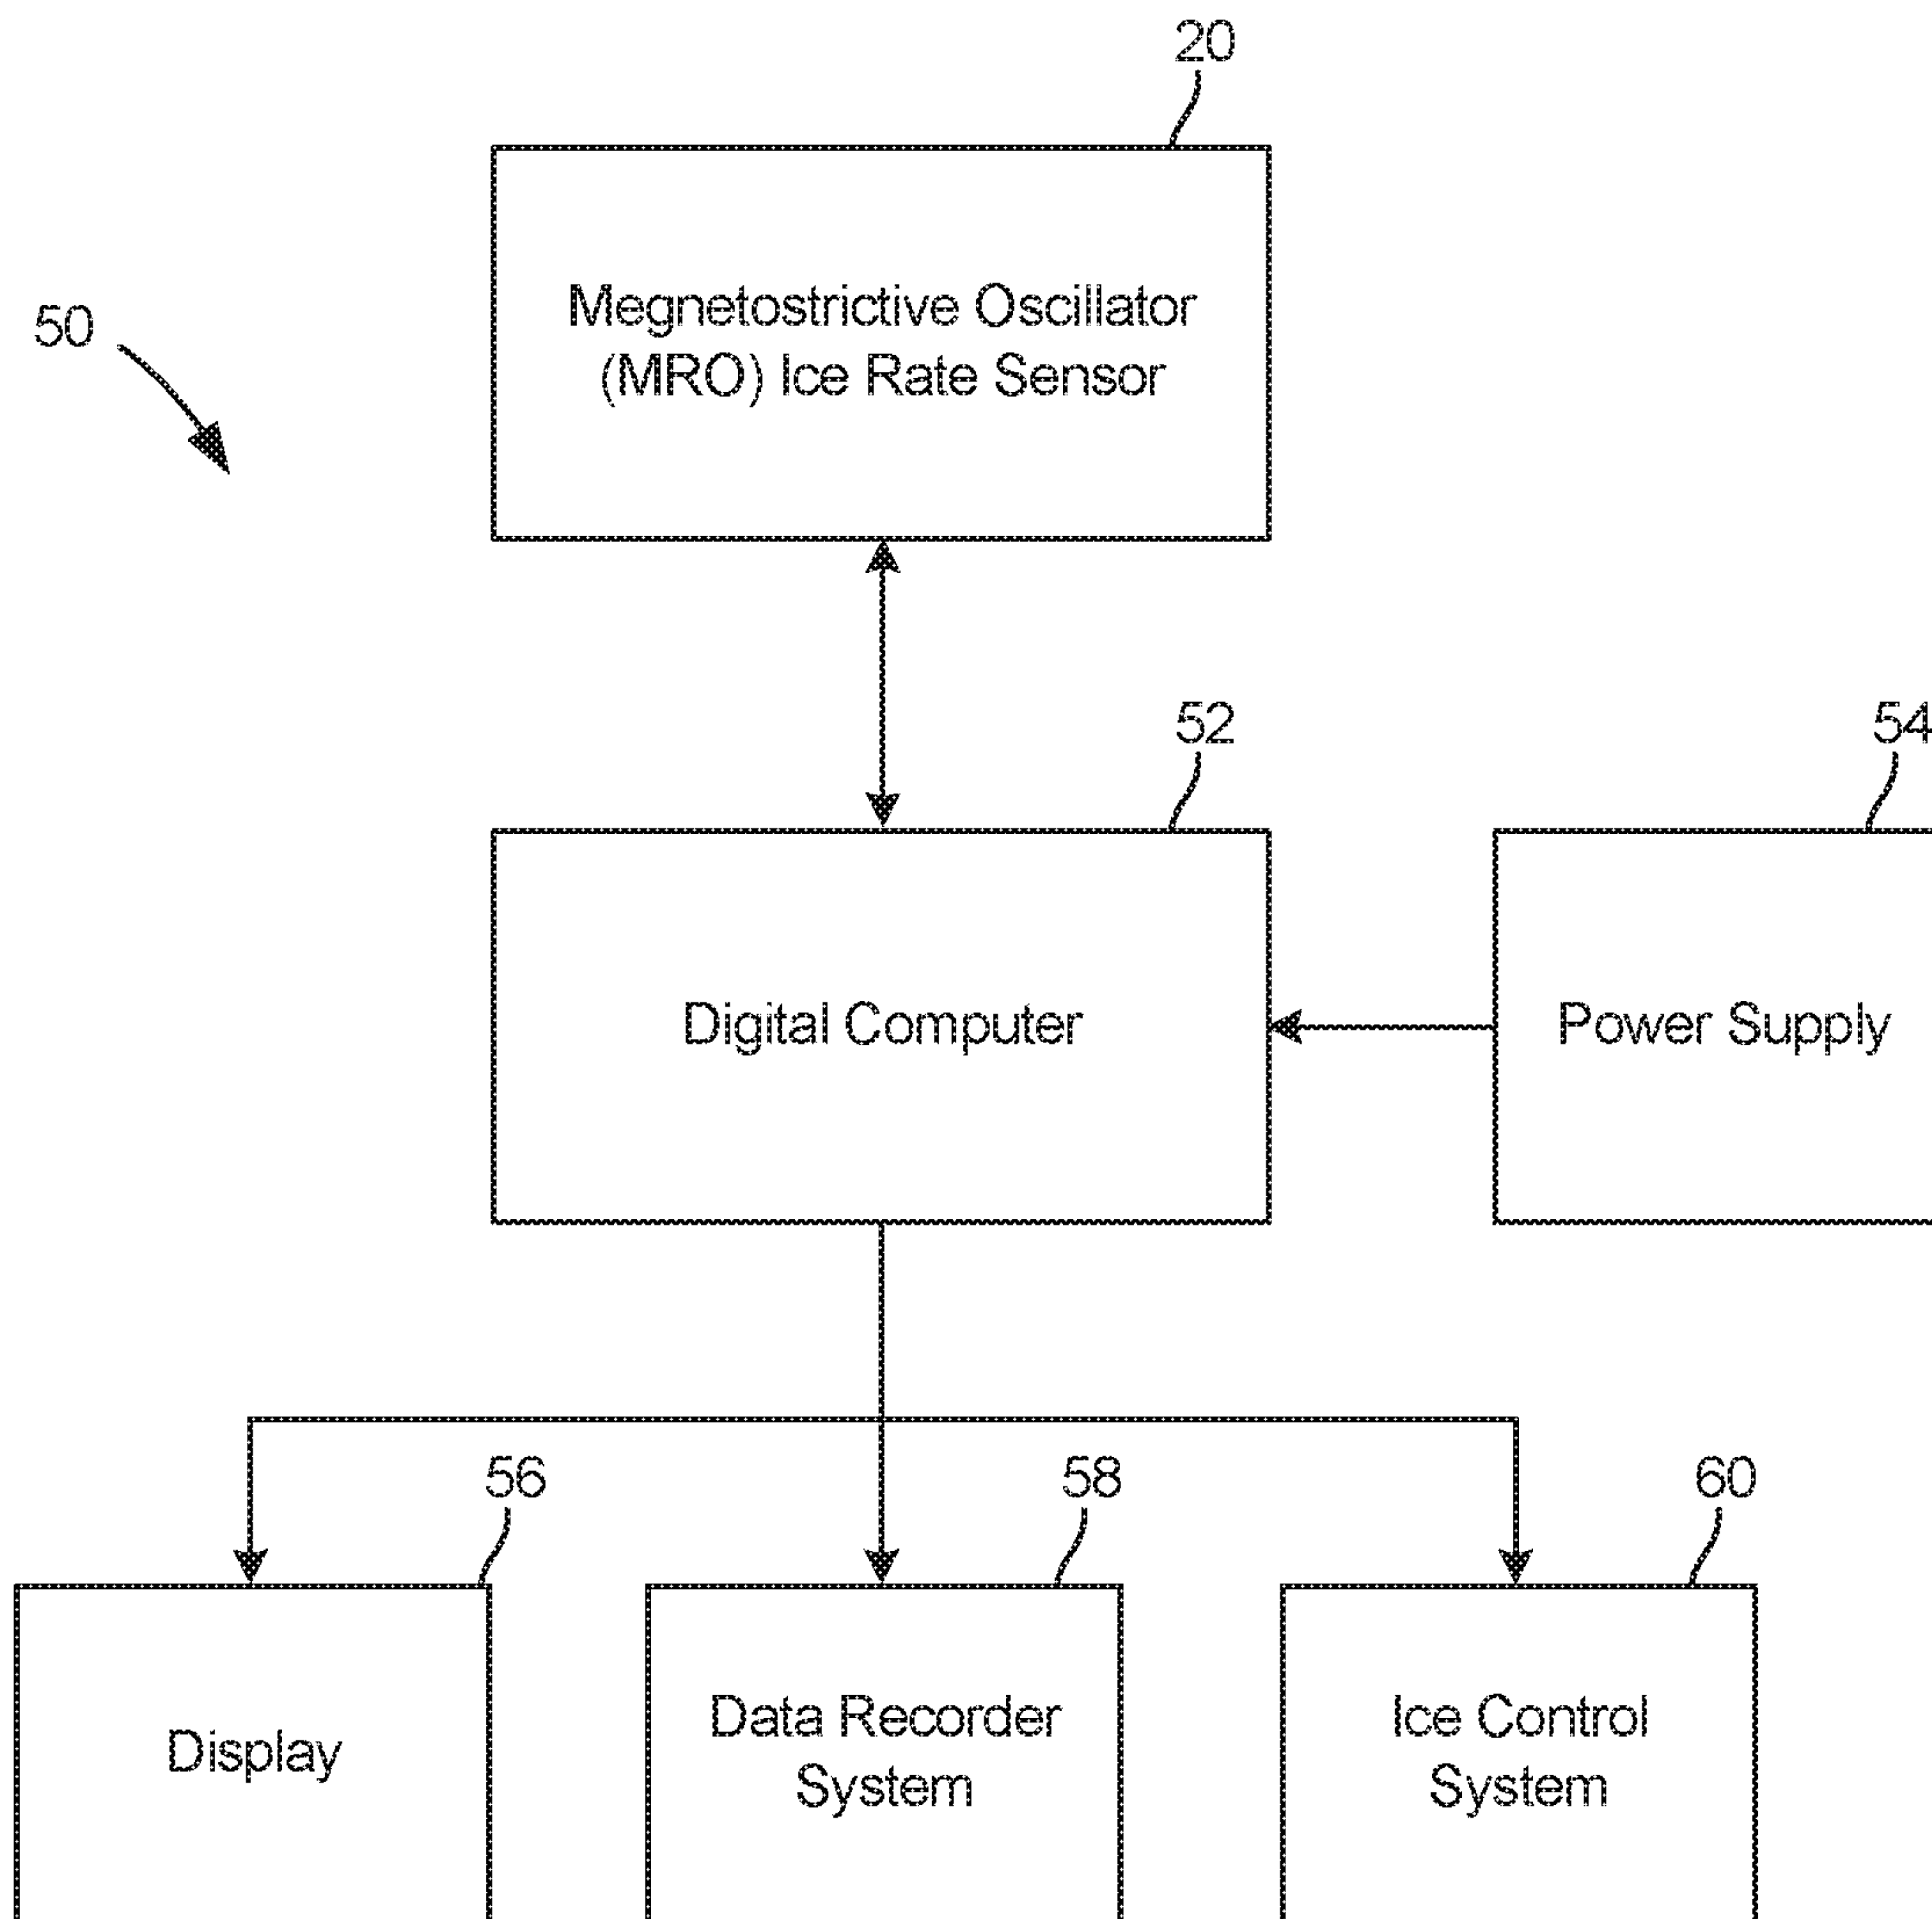 20
50
Megnetostrictive Oscillator
(MRO) Ice Rate Sensor
52
54
Digital Computer
Power Supply
56
58
60
Display
Data Recorder
System
Ice Control
System